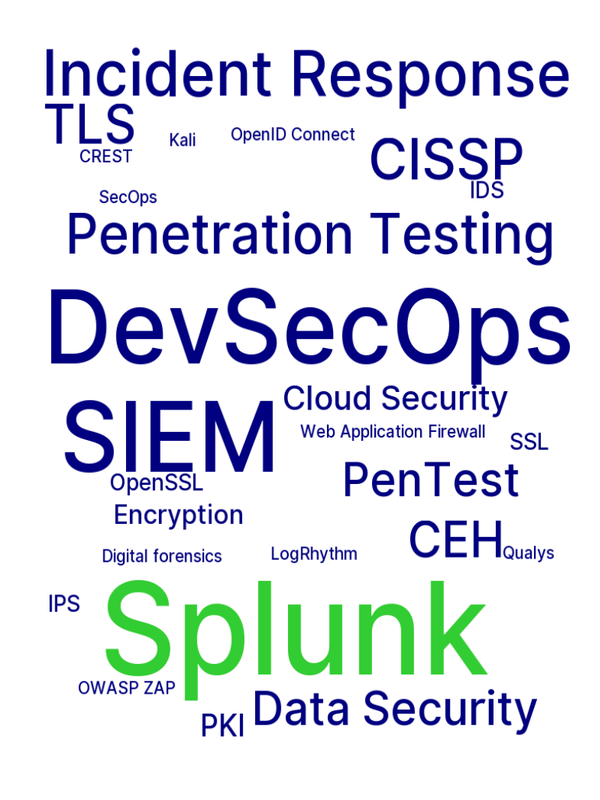 Incident Response
TLS
Kali
OpenID Connect
CREST
CISSP
IDS
SecOps
Penetration Testing
DevSecOps
SIEM
Cloud Security
Web Application Firewall
SSL
OpenSSL
PenTest
Encryption
CEH
Digital forensics
LogRhythm
Qualys
IPS
Splunk
OWASP ZAP
Data Security
PKI